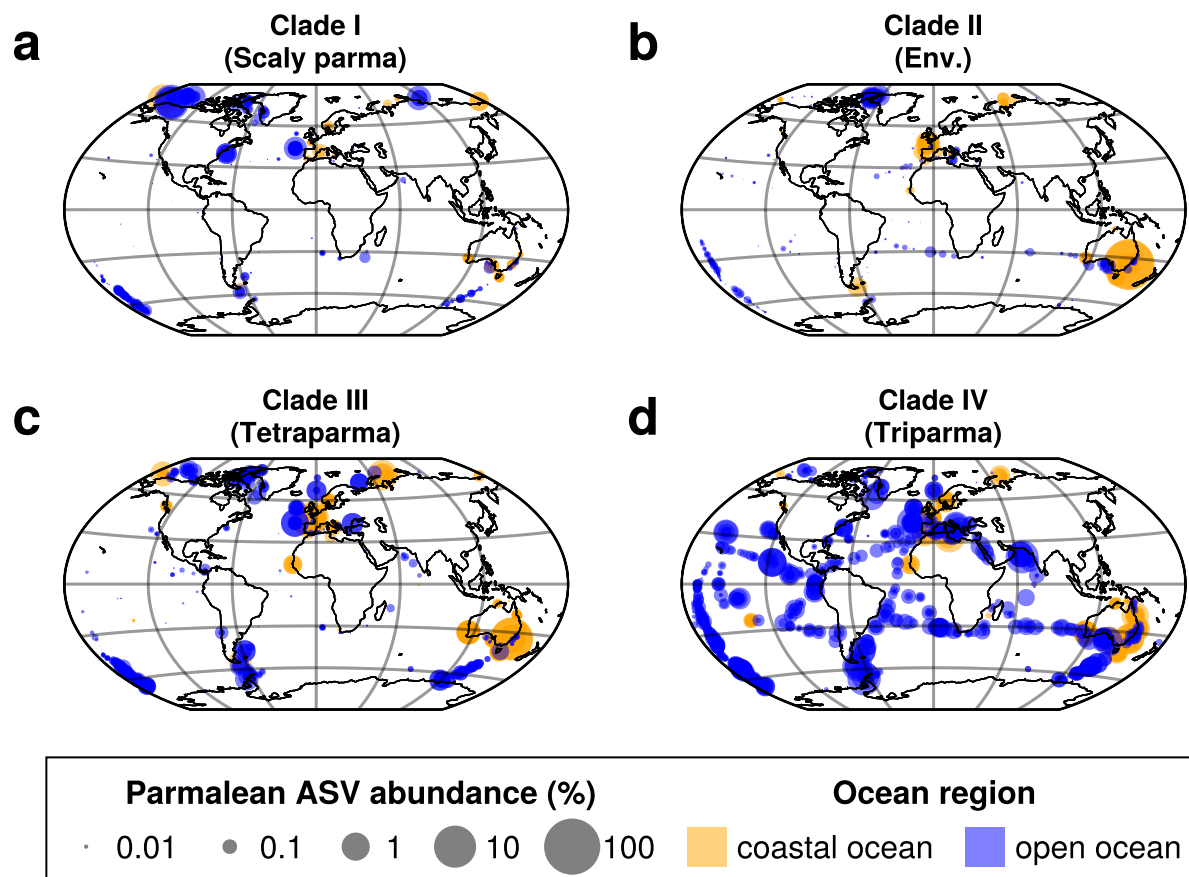 a
Clade I
(Scaly parma)
b
Clade II
(Env.)
c
Clade III
(Tetraparma)
d
Clade IV
(Triparma)
Parmalean ASV abundance (%)
0.01 0.1 1 10 100
Ocean region
coastal ocean open ocean